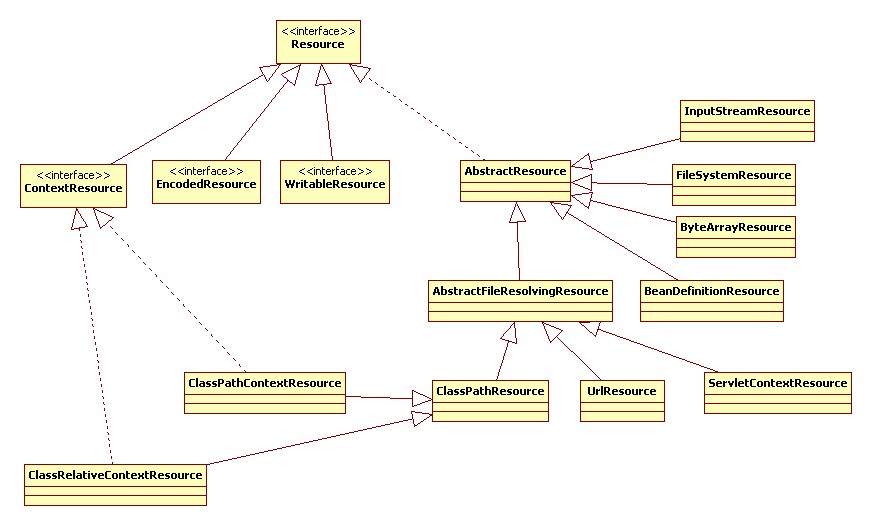 <<interface>>
Resource
InputStreamResource
<<interface>>
ContextResource
<<interface>>
EncodedResource
<<interface>>
WritableResource
AbstractResource
FileSystemResource
ByteArrayResource
AbstractFileResolvingResource
BeanDefinitionResource
ClassPathContextResource
ClassPathResource
UrlResource
ServletContextResource
ClassRelativeContextResource